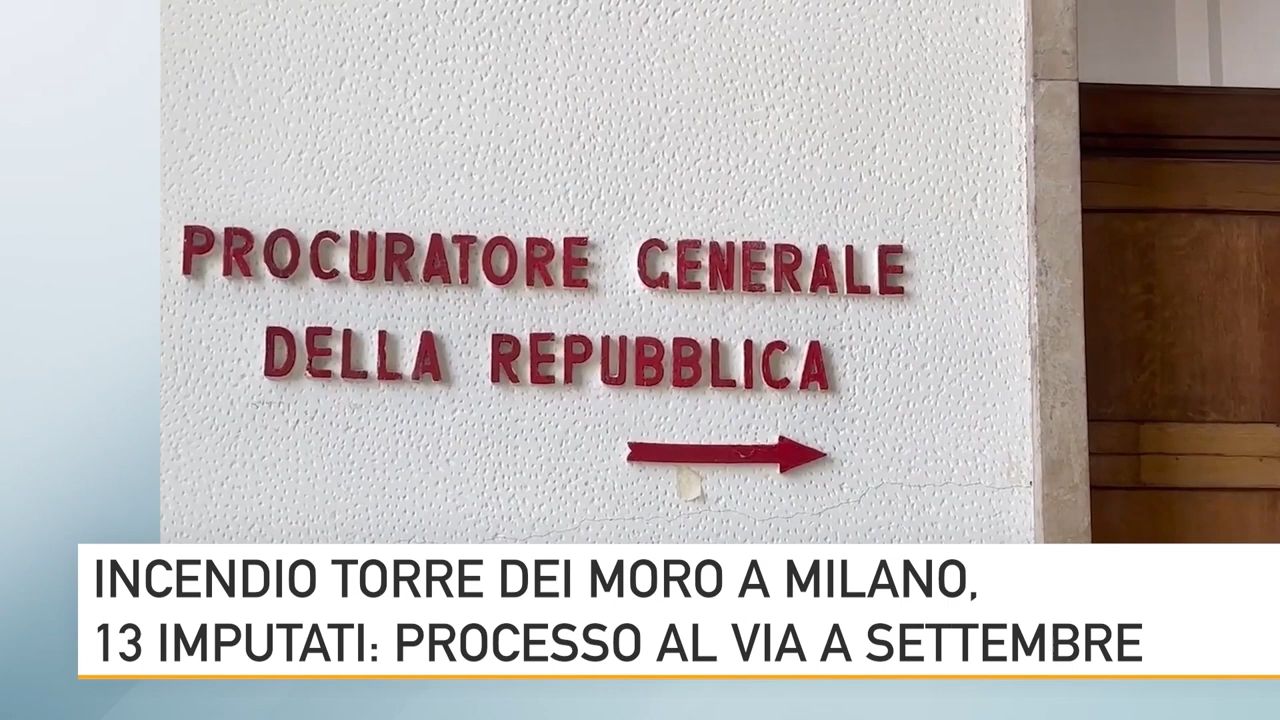 PROCURATORE GENERALE
DELLA REPUBBLICA
INCENDIO TORRE DEI MORO A MILANO,
13 IMPUTATI: PROCESSO AL VIA A SETTEMBRE